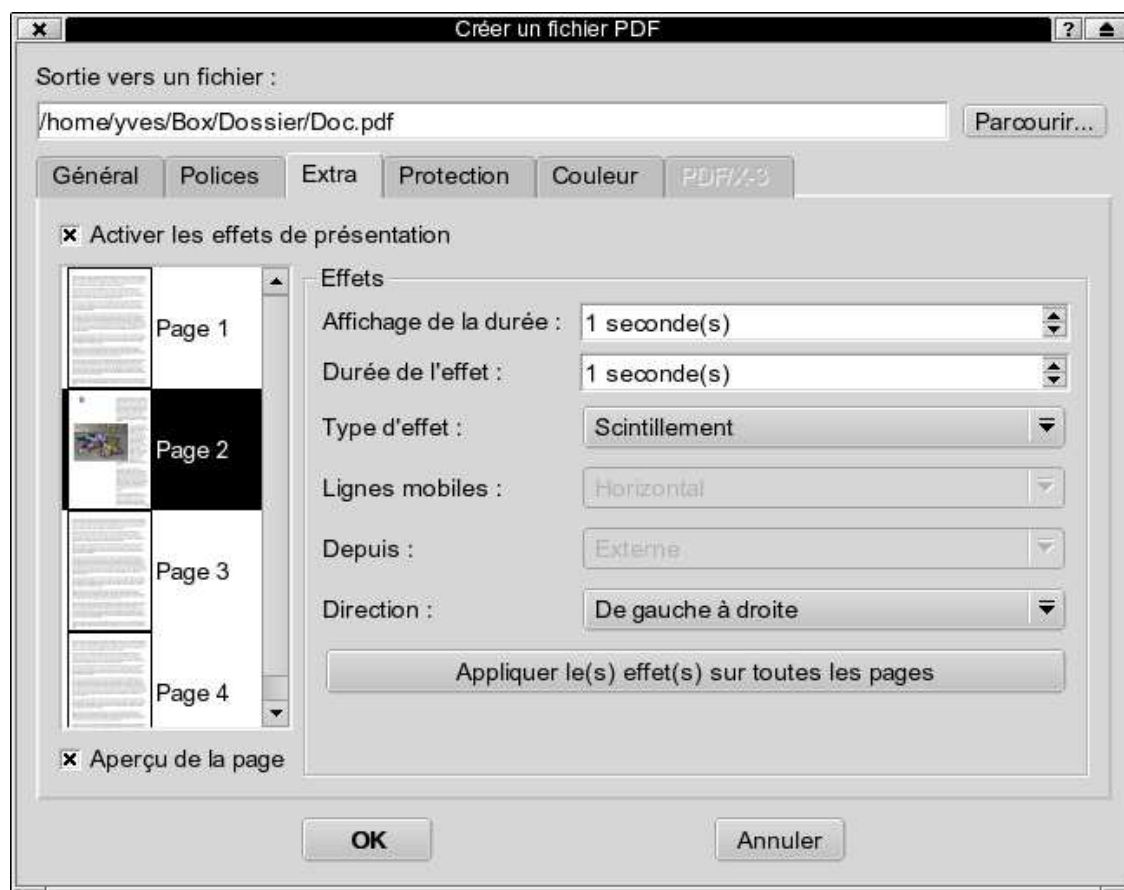 Créer un fichier PDF
?
Sortie vers un fichier :
/home/yves/Box/Dossier/Doc.pdf
Parcourir...
Général Polices Extra Protection Couleur PDF/X-3
Activer les effets de présentation
Page 1
Page 2
Page 3
Page 4
Aperçu de la page
Effets
Affichage de la durée : 1 seconde(s)
Durée de l'effet : 1 seconde(s)
Type d'effet : Scintillement
Lignes mobiles : Horizontal
Depuis : Externe
Direction : De gauche à droite
Appliquer le(s) effet(s) sur toutes les pages
OK Annuler